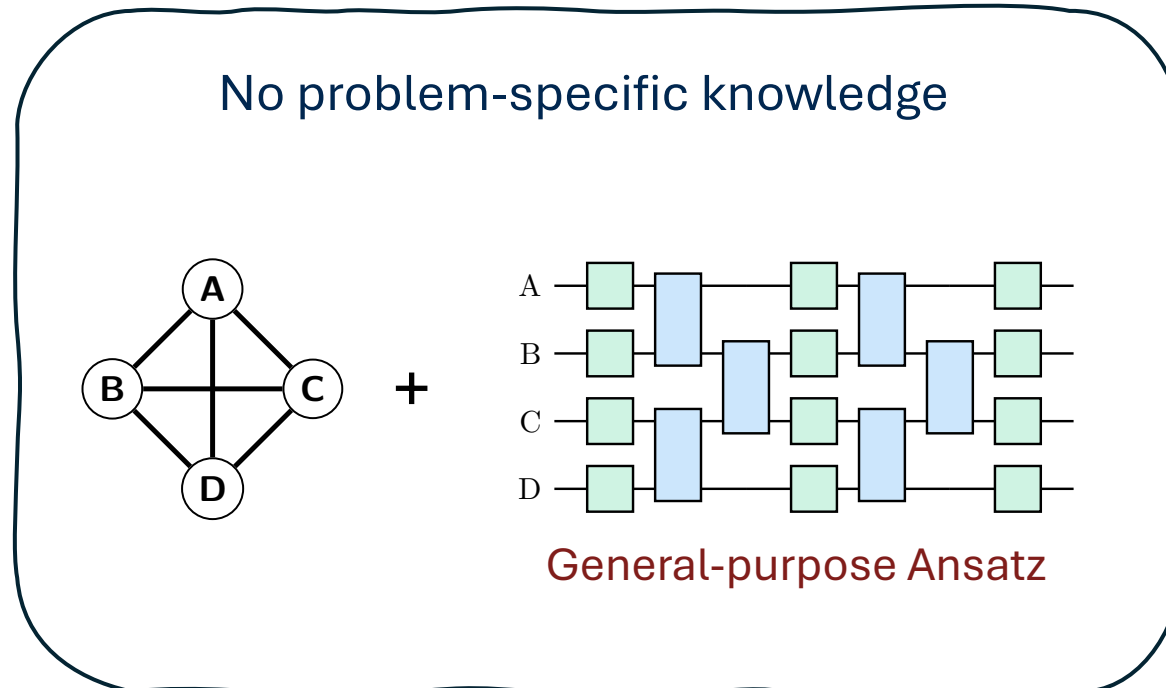 No problem-specific knowledge
A
B
C
D
+
A
B
C
D
General-purpose Ansatz